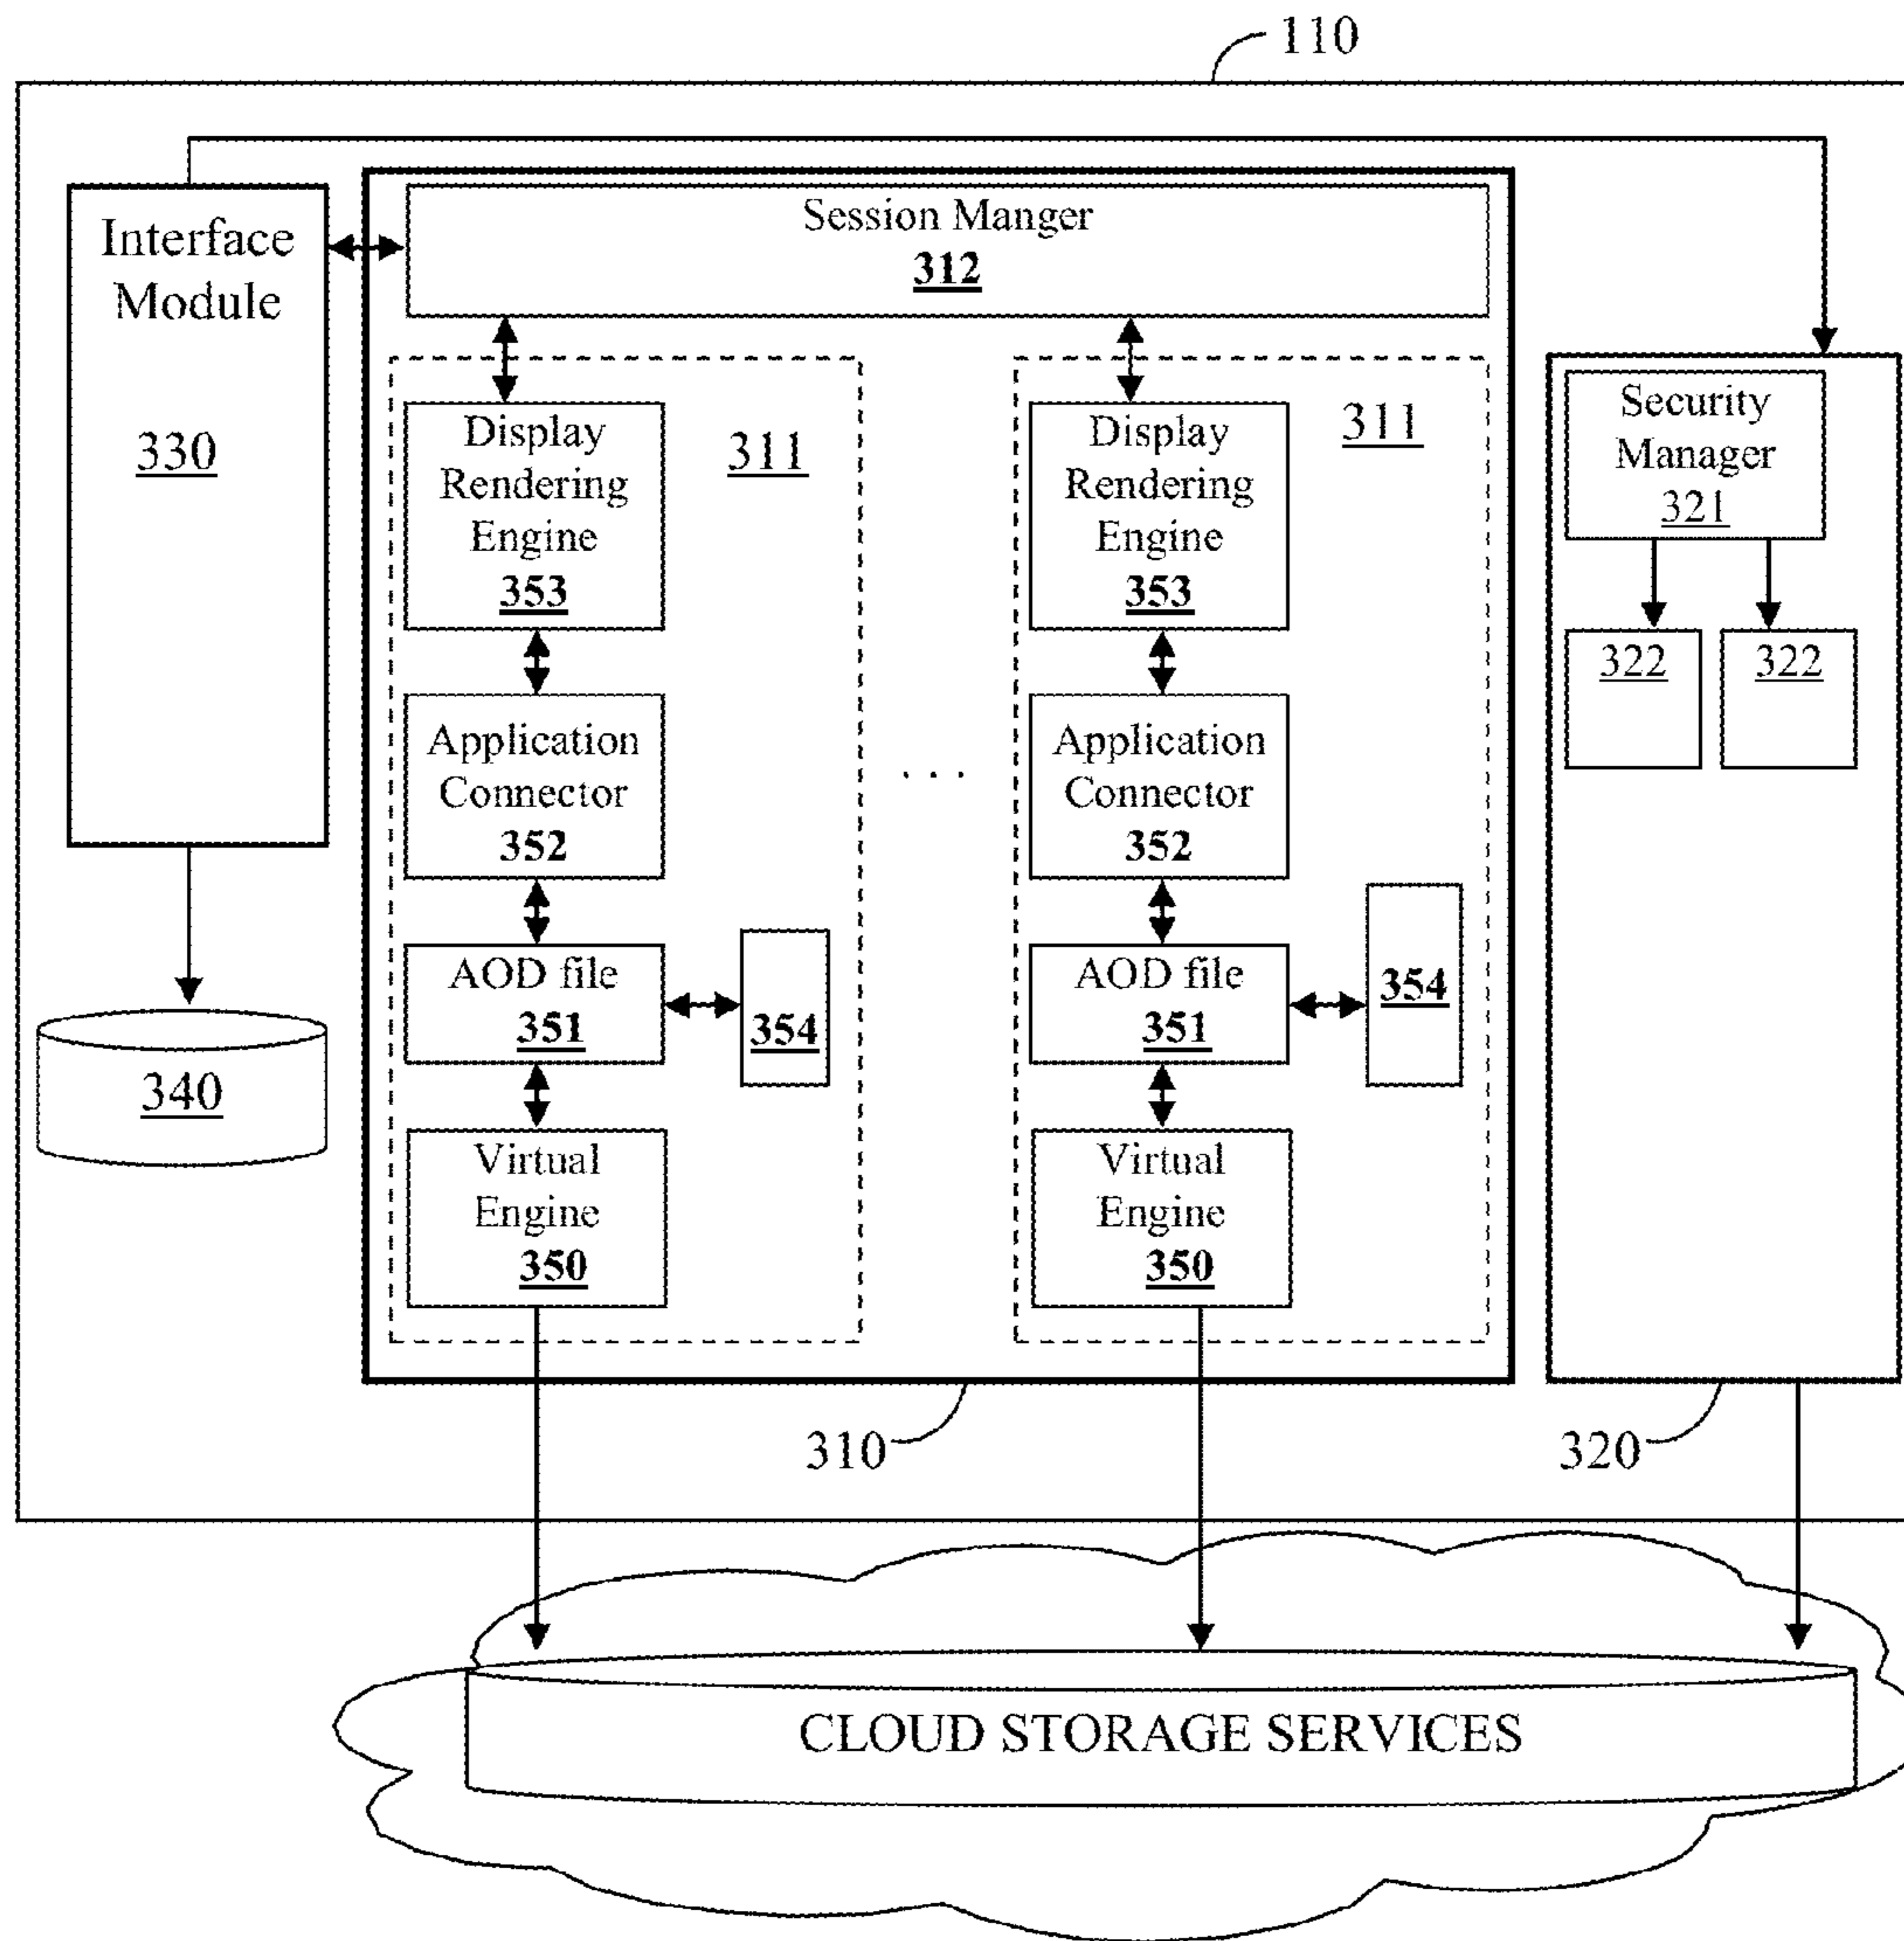 110
Interface
Module
330
Session Manger
312
Display
Rendering
Engine
353
311
Application
Connector
352
AOD file
351
354
Virtual
Engine
350
. . .
Display
Rendering
Engine
353
311
Application
Connector
352
AOD file
351
354
Virtual
Engine
350
Security
Manager
321
322
322
340
310
320
CLOUD STORAGE SERVICES